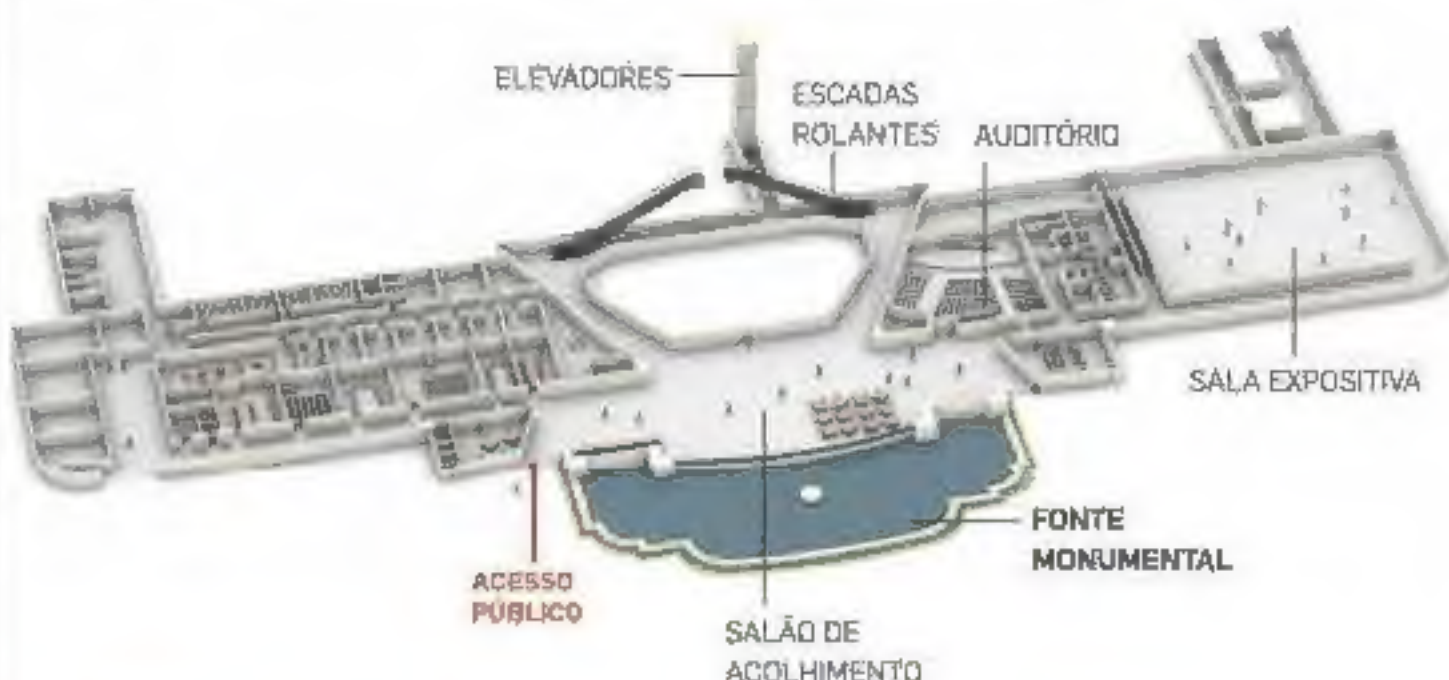 ELEVADORES
ESCADAS
ROLANTES
AUDITÓRIO
SALA EXPOSITIVA
FONTE
MONUMENTAL
ACESSO
PÚBLICO
SALÃO DE
ACOLHIMENTO